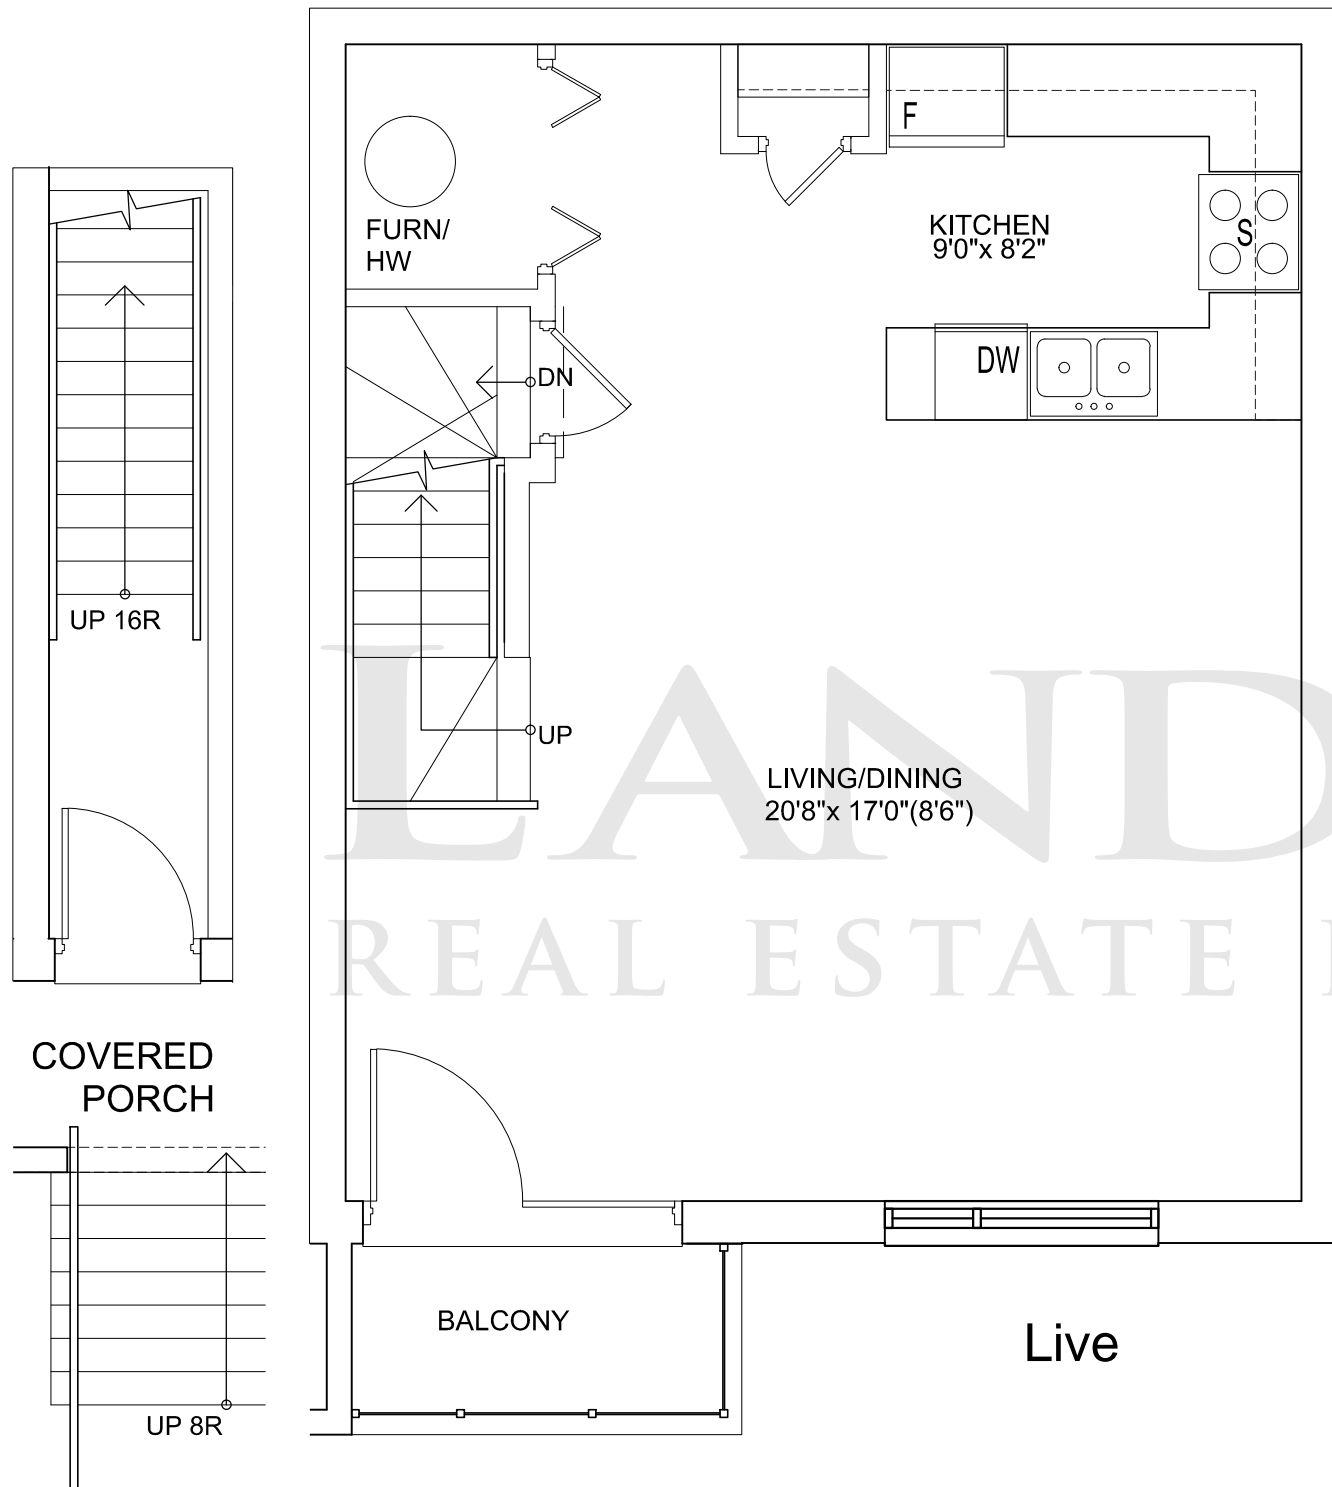 F
FURN/
HW
KITCHEN
9'0"x 8'2"
S
DW
DN
UP 16R
UP
LIVING/DINING
20'8"x 17'0"(8'6")
LAND
REAL ESTATE
COVERED
PORCH
UP 8R
BALCONY
Live